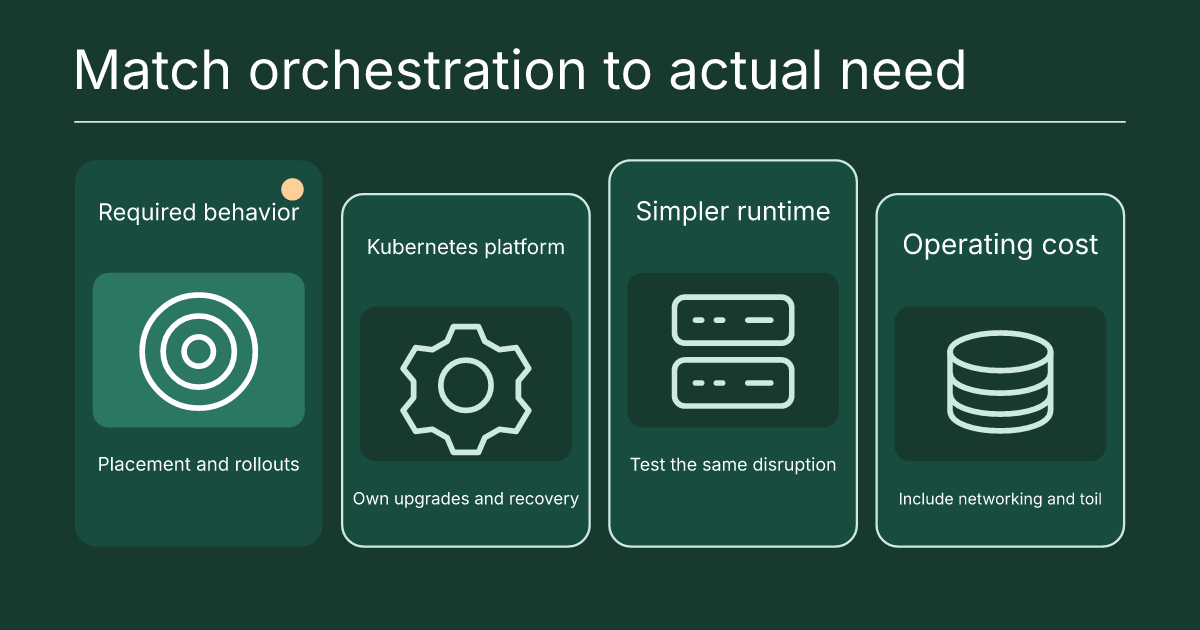 Match orchestration to actual need
Required behavior
Placement and rollouts
Kubernetes platform
Own upgrades and recovery
Simpler runtime
Test the same disruption
Operating cost
Include networking and toil